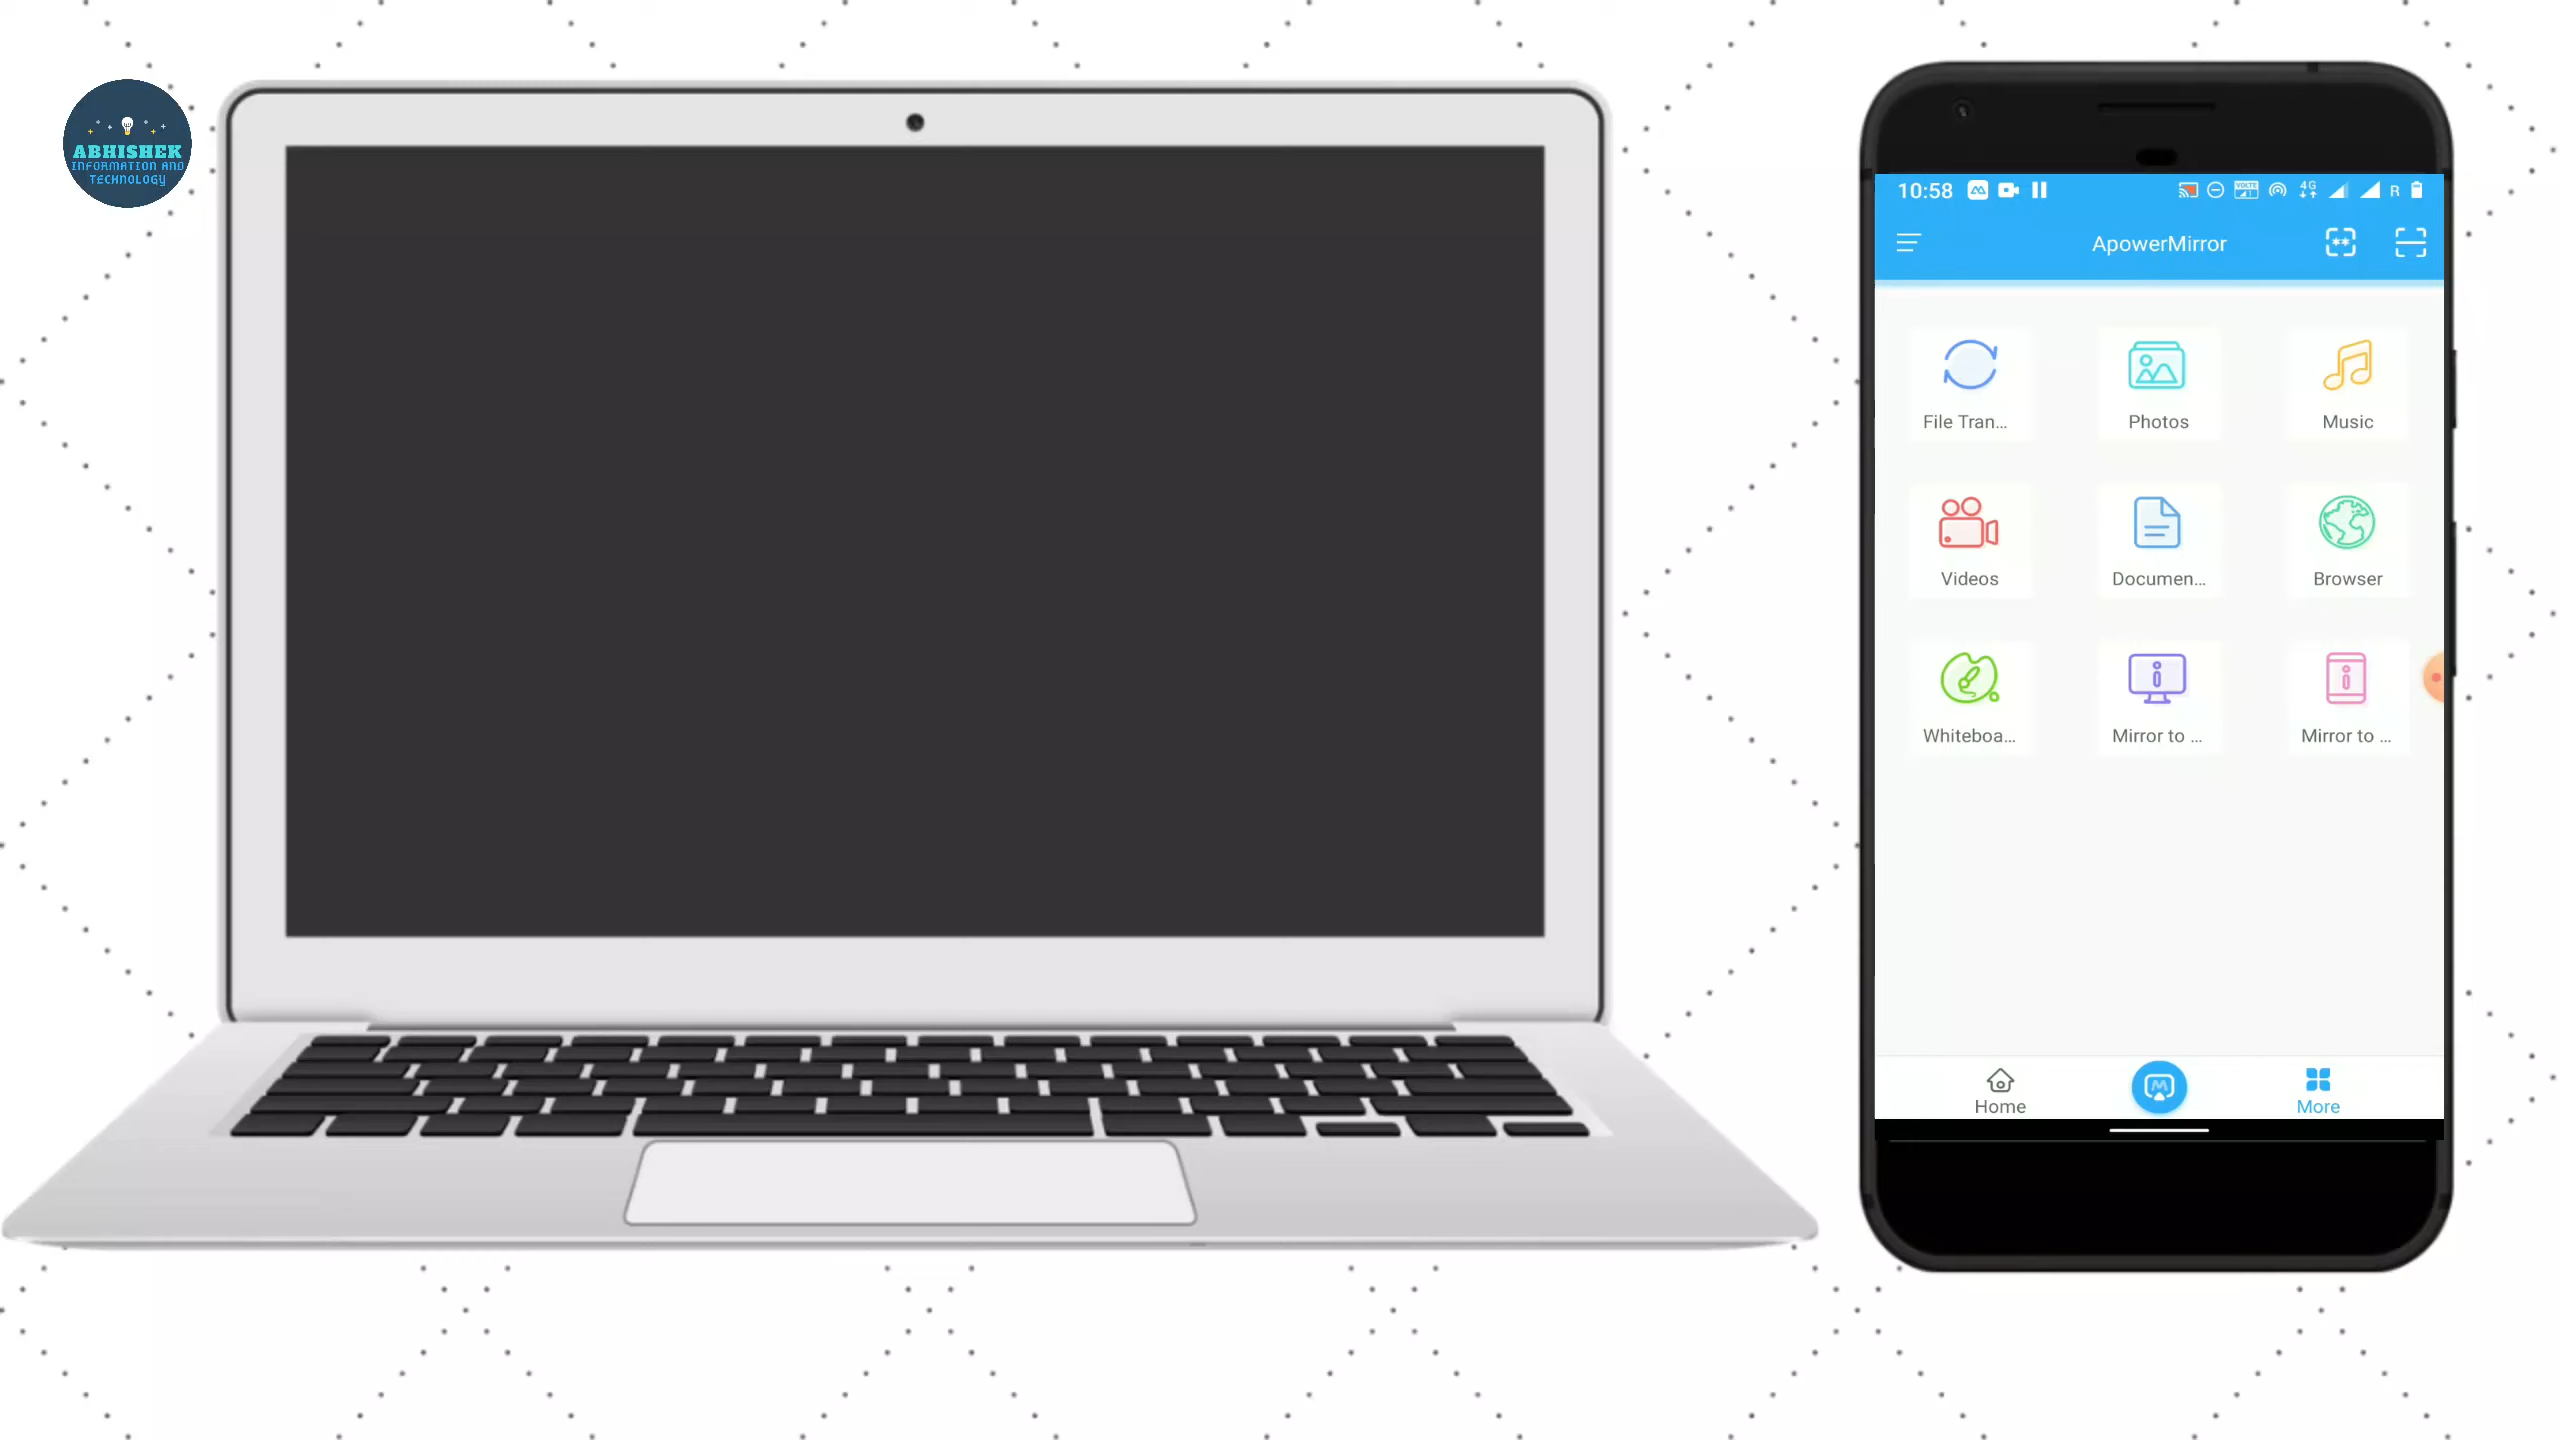 ABHISHEK
INFORMATION AND
TECHNOLOGY
10:58
4G
R
ApowerMirror
File Tran...
Photos
Music
Videos
Documen...
Browser
Whiteboa...
Mirror to ...
Mirror to ...
Home
More